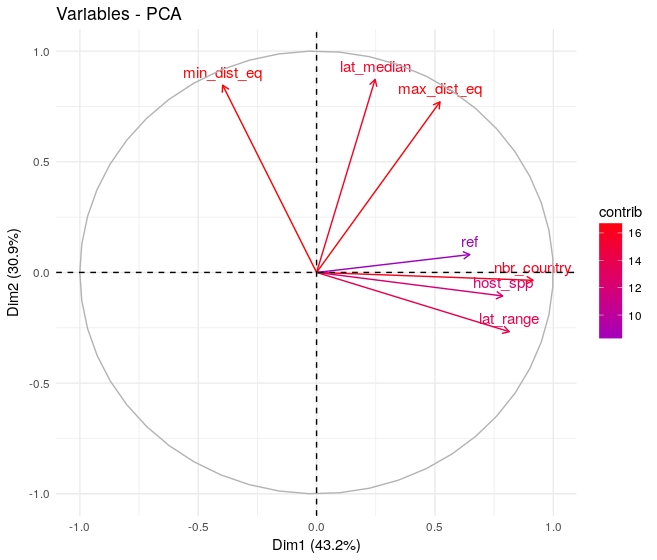 Variables - PCA
1.0
min_dist_eq
lat_median
max_dist_eq
0.5
ref
nbr_country
0.0
host_spp
lat_range
-0.5
-1.0
-1.0
-0.5
0.0
0.5
1.0
Dim1 (43.2%)
Dim2 (30.9%)
contrib
16
14
12
10